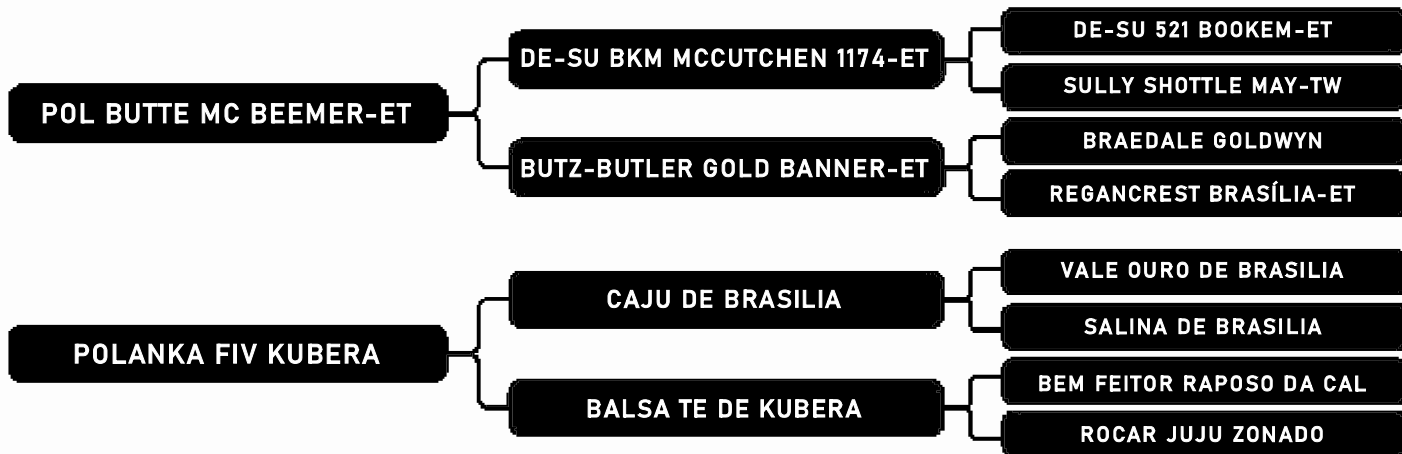 DE-SU 521 BOOKEM-ET
DE-SU BKM MCCUTCHEN 1174-ET
SULLY SHOTTLE MAY-TW
POL BUTTE MC BEEMER-ET
BRAEDALE GOLDWYN
BUTZ-BUTLER GOLD BANNER-ET
REGANCREST BRASÍLIA-ET
VALE OURO DE BRASILIA
CAJU DE BRASILIA
SALINA DE BRASILIA
POLANKA FIV KUBERA
BEM FEITOR RAPOSO DA CAL
BALSA TE DE KUBERA
ROCAR JUJU ZONADO